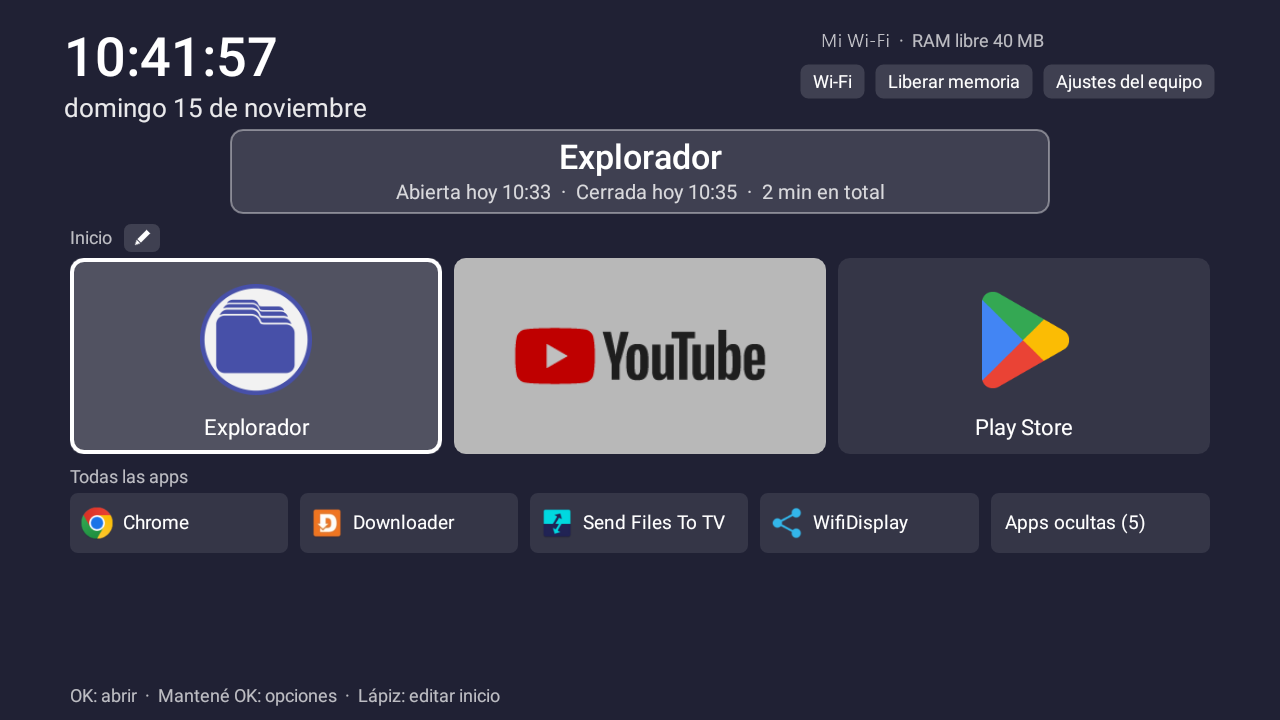 10:41:57
domingo 15 de noviembre
Mi Wi-Fi · RAM libre 40 MB
Wi-Fi
Liberar memoria
Ajustes del equipo
Explorador
Abierta hoy 10:33 · Cerrada hoy 10:35 · 2 min en total
Inicio
Explorador
YouTube
Play Store
Todas las apps
Chrome
Downloader
Send Files To TV
WifiDisplay
Apps ocultas (5)
OK: abrir · Mantené OK: opciones · Lápiz: editar inicio